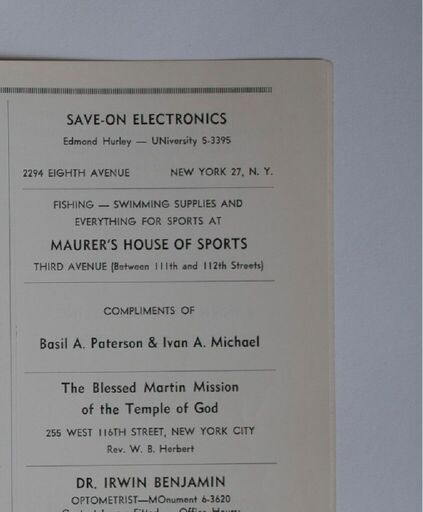 SAVE-ON ELECTRONICS
Edmond Hurley — UNiversity 5-3395
2294 EIGHTH AVENUE NEW YORK 27, N. Y.
FISHING — SWIMMING SUPPLIES AND
EVERYTHING FOR SPORTS AT
MAURER'S HOUSE OF SPORTS
THIRD AVENUE (Between 111th and 112th Streets)
COMPLIMENTS OF
Basil A. Paterson & Ivan A. Michael
The Blessed Martin Mission
of the Temple of God
255 WEST 116TH STREET, NEW YORK CITY
Rev. W. B. Herbert
DR. IRWIN BENJAMIN
OPTOMETRIST—MOnument 6-3620
Fitted — Office Hours